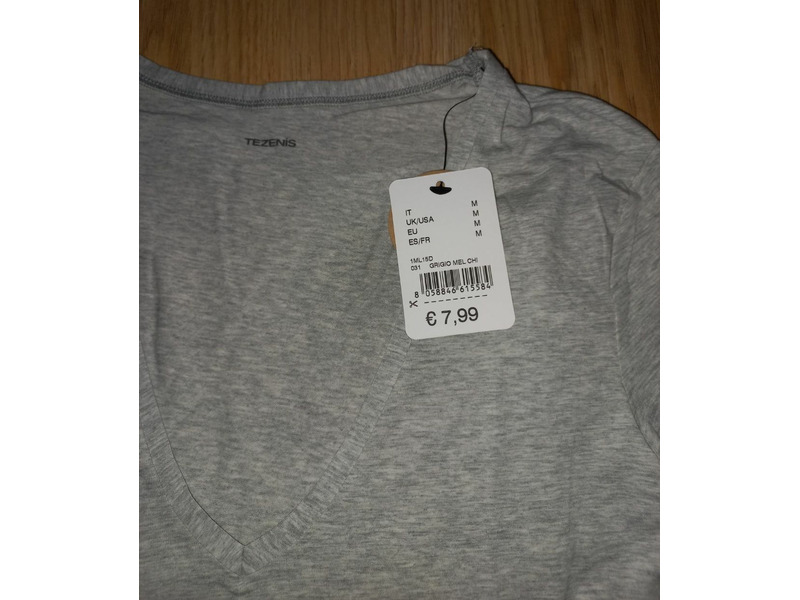 TEZENIS
IT M
UK/USA M
EU M
ES/FR M
1ML15D
031 GRIGIO MEL CHI
8 058846 615584
€ 7,99